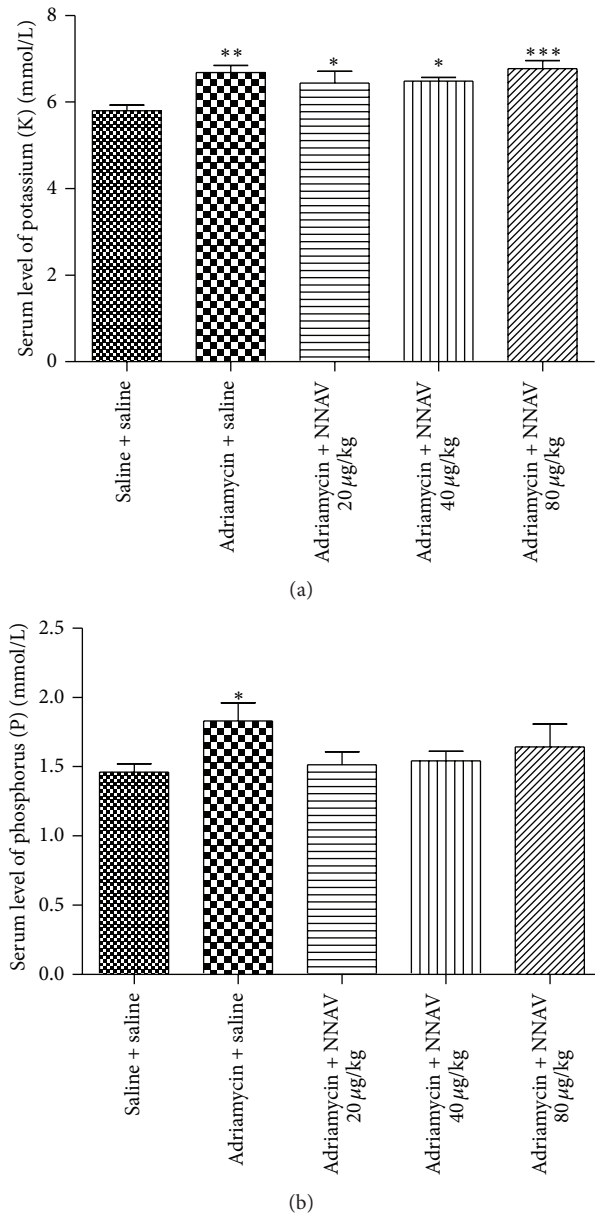 8
6
4
2
0
Serum level of potassium (K) (mmol/L)
**
*
*
***
Saline + saline
Adriamycin + saline
Adriamycin + NNAV
20 μg/kg
Adriamycin + NNAV
40 μg/kg
Adriamycin + NNAV
80 μg/kg
(a)
2.5
2.0
1.5
1.0
0.5
0.0
Serum level of phosphorus (P) (mmol/L)
*
Saline + saline
Adriamycin + saline
Adriamycin + NNAV
20 μg/kg
Adriamycin + NNAV
40 μg/kg
Adriamycin + NNAV
80 μg/kg
(b)